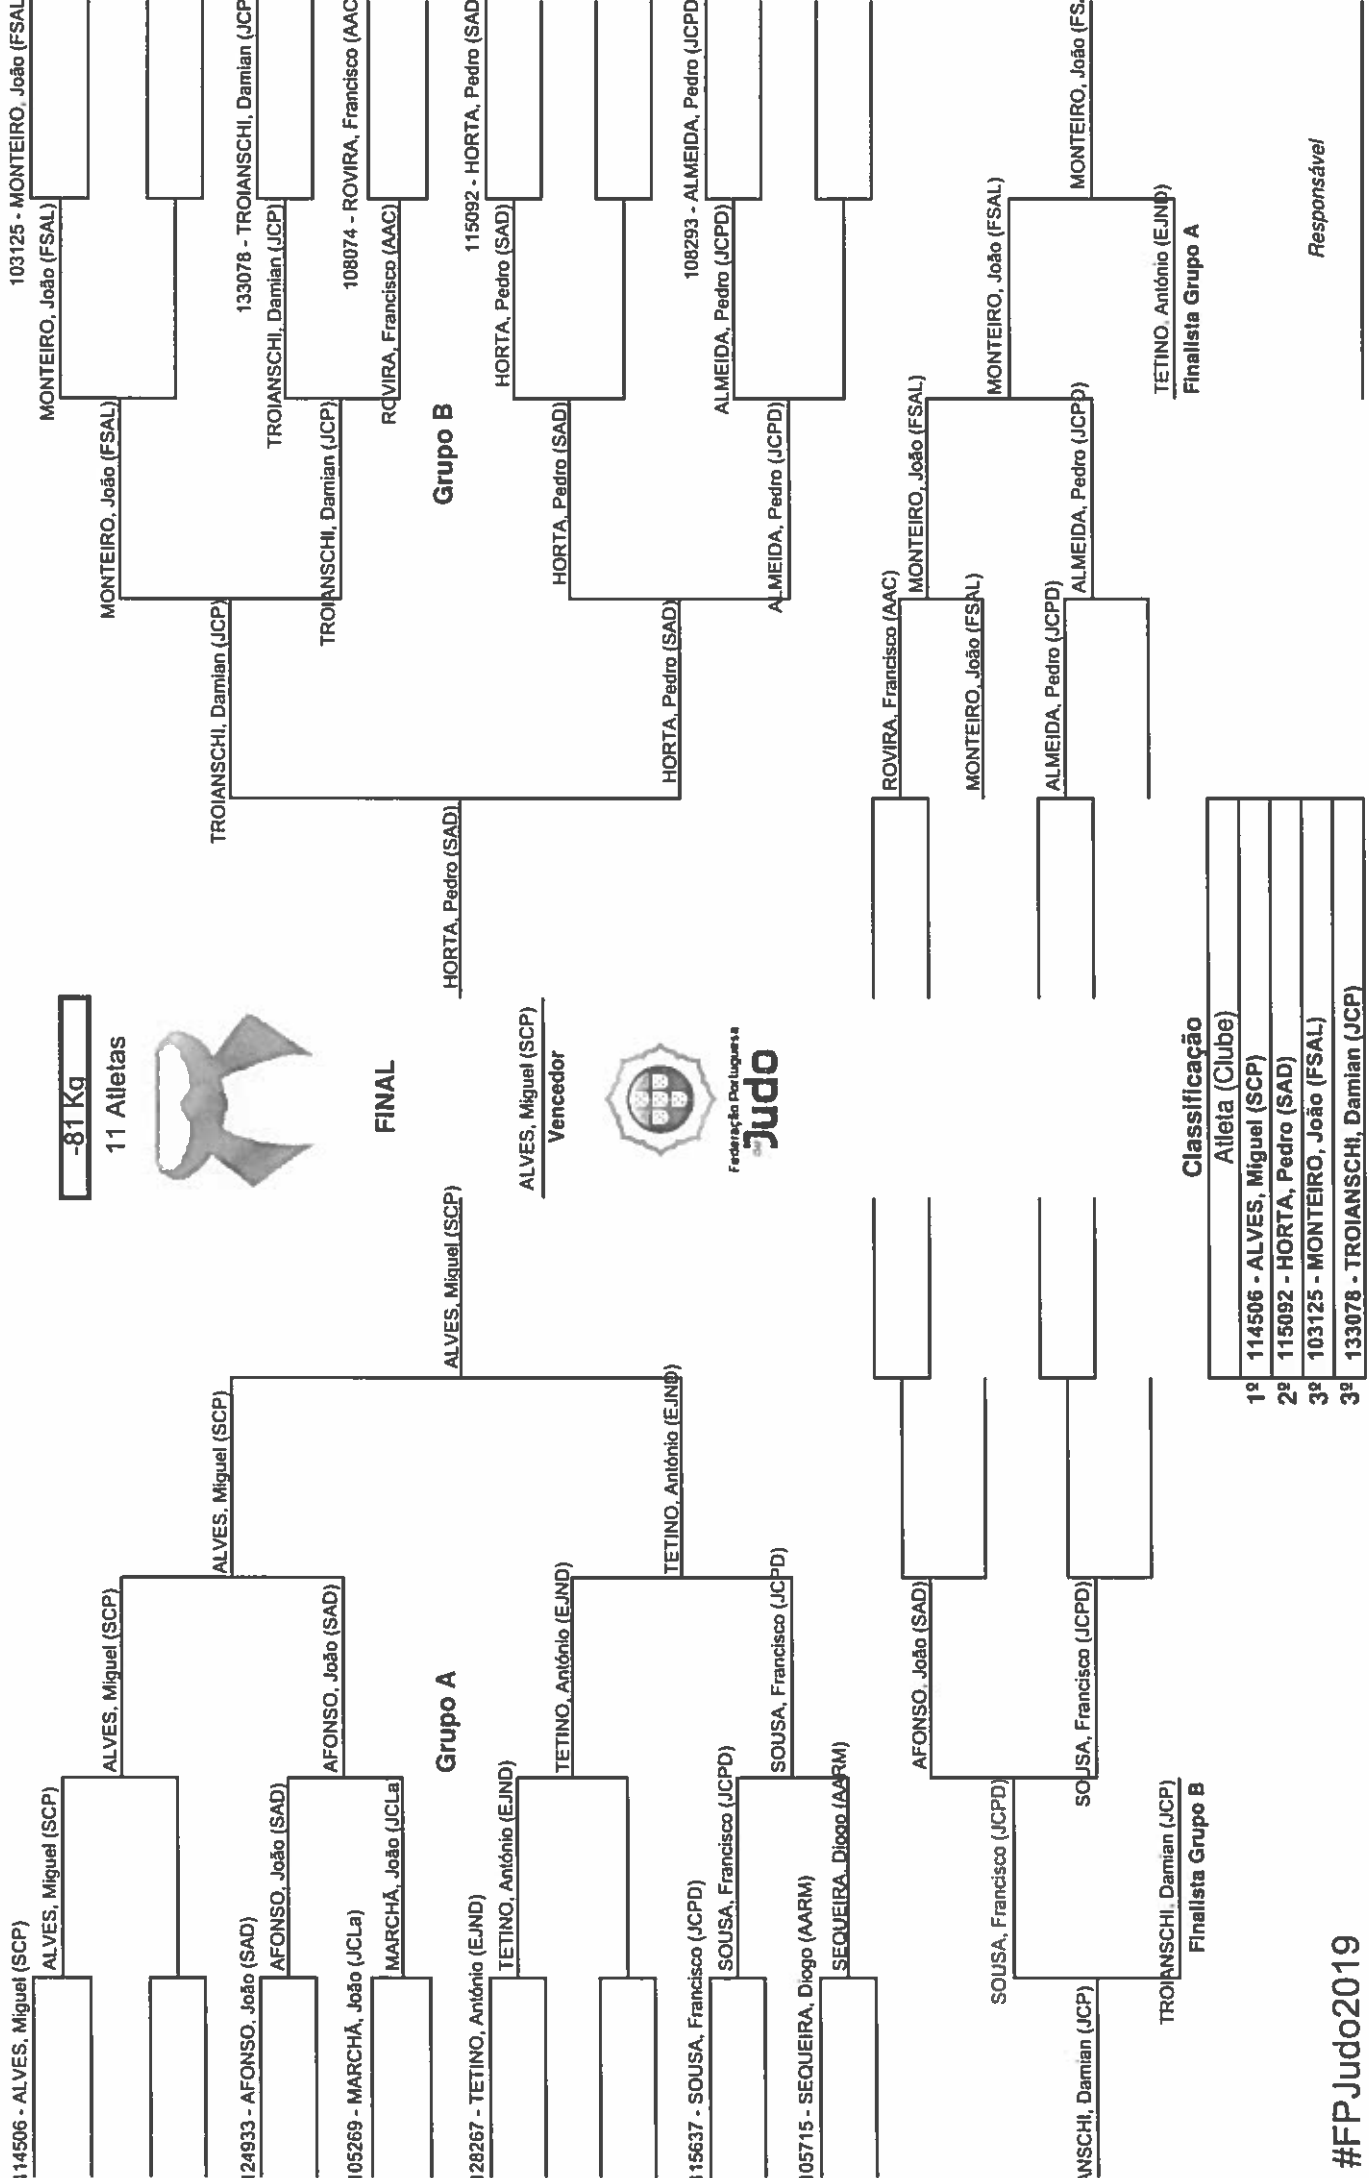 -81 Kg
11 Atletas
114506 - ALVES, Miguel (SCP)
ALVES, Miguel (SCP)
ALVES, Miguel (SCP)
ALVES, Miguel (SCP)
124933 - AFONSO, João (SAD)
AFONSO, João (SAD)
AFONSO, João (SAD)
105269 - MARCHÃ, João (JCLa)
MARCHÃ, João (JCLa)
Grupo A
128267 - TETINO, António (EJND)
TETINO, António (EJND)
TETINO, António (EJND)
TETINO, António (EJND)
115637 - SOUSA, Francisco (JCPD)
SOUSA, Francisco (JCPD)
SOUSA, Francisco (JCPD)
105715 - SEQUEIRA, Diogo (AARM)
SEQUEIRA, Diogo (AARM)
ALVES, Miguel (SCP)
FINAL
HORTA, Pedro (SAD)
ALVES, Miguel (SCP)
Vencedor
Federação Portuguesa
Judo
103125 - MONTEIRO, João (FSAL
MONTEIRO, João (FSAL)
MONTEIRO, João (FSAL)
TROIANSCHI, Damian (JCP)
133078 - TROIANSCHI, Damian (JCP
TROIANSCHI, Damian (JCP)
TROIANSCHI, Damian (JCP)
108074 - ROVIRA, Francisco (AAC
ROVIRA, Francisco (AAC)
Grupo B
115092 - HORTA, Pedro (SAD
HORTA, Pedro (SAD)
HORTA, Pedro (SAD)
HORTA, Pedro (SAD)
108293 - ALMEIDA, Pedro (JCPD
ALMEIDA, Pedro (JCPD)
ALMEIDA, Pedro (JCPD)
AFONSO, João (SAD)
SOUSA, Francisco (JCPD)
SOUSA, Francisco (JCPD)
ANSCHI, Damian (JCP)
TROIANSCHI, Damian (JCP)
Finalista Grupo B
ROVIRA, Francisco (AAC)
MONTEIRO, João (FSAL)
MONTEIRO, João (FSAL)
ALMEIDA, Pedro (JCPD)
ALMEIDA, Pedro (JCPD)
MONTEIRO, João (FSAL)
MONTEIRO, João (FSA
TETINO, António (EJND)
Finalista Grupo A
Classificação
Atleta (Clube)
1º 114506 - ALVES, Miguel (SCP)
2º 115092 - HORTA, Pedro (SAD)
3º 103125 - MONTEIRO, João (FSAL)
3º 133078 - TROIANSCHI, Damian (JCP)
Responsável
#FPJudo2019